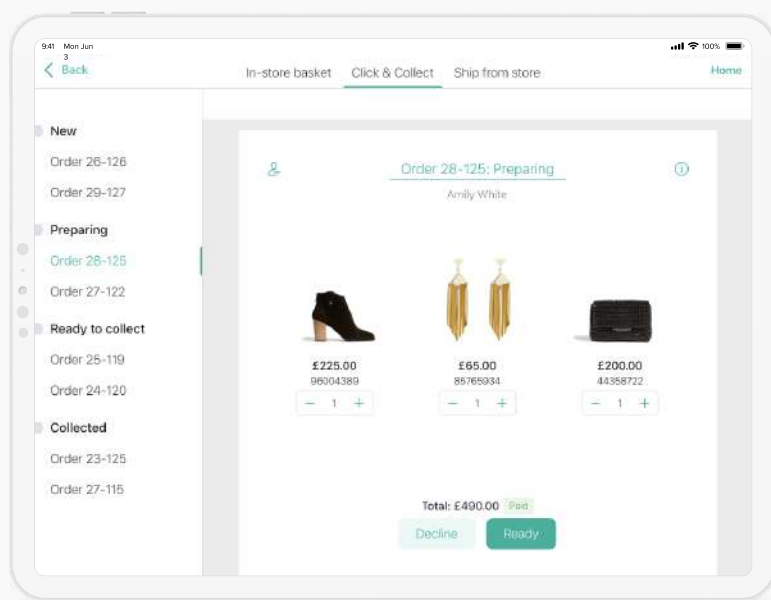 9:41 Mon Jun
3
100%
Back
In-store basket Click & Collect Ship from store
Home
New
Order 26-126
Order 29-127
Preparing
Order 28-125
Order 27-122
Ready to collect
Order 25-119
Order 24-120
Collected
Order 23-125
Order 27-115
Order 28-125: Preparing
Amily White
£225.00 £65.00 £200.00
96004389 85765934 44358722
− 1 + − 1 + − 1 +
Total: £490.00 Paid
Decline Ready